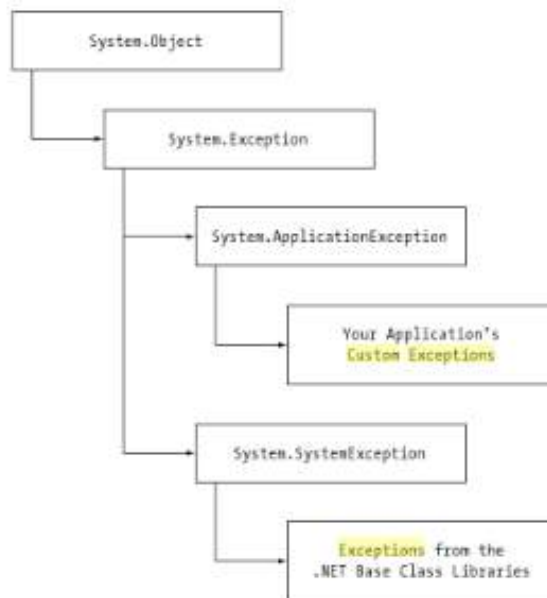 System.Object
System.Exception
System.ApplicationException
Your Application's
Custom Exceptions
System.SystemException
Exceptions from the
.NET Base Class Libraries